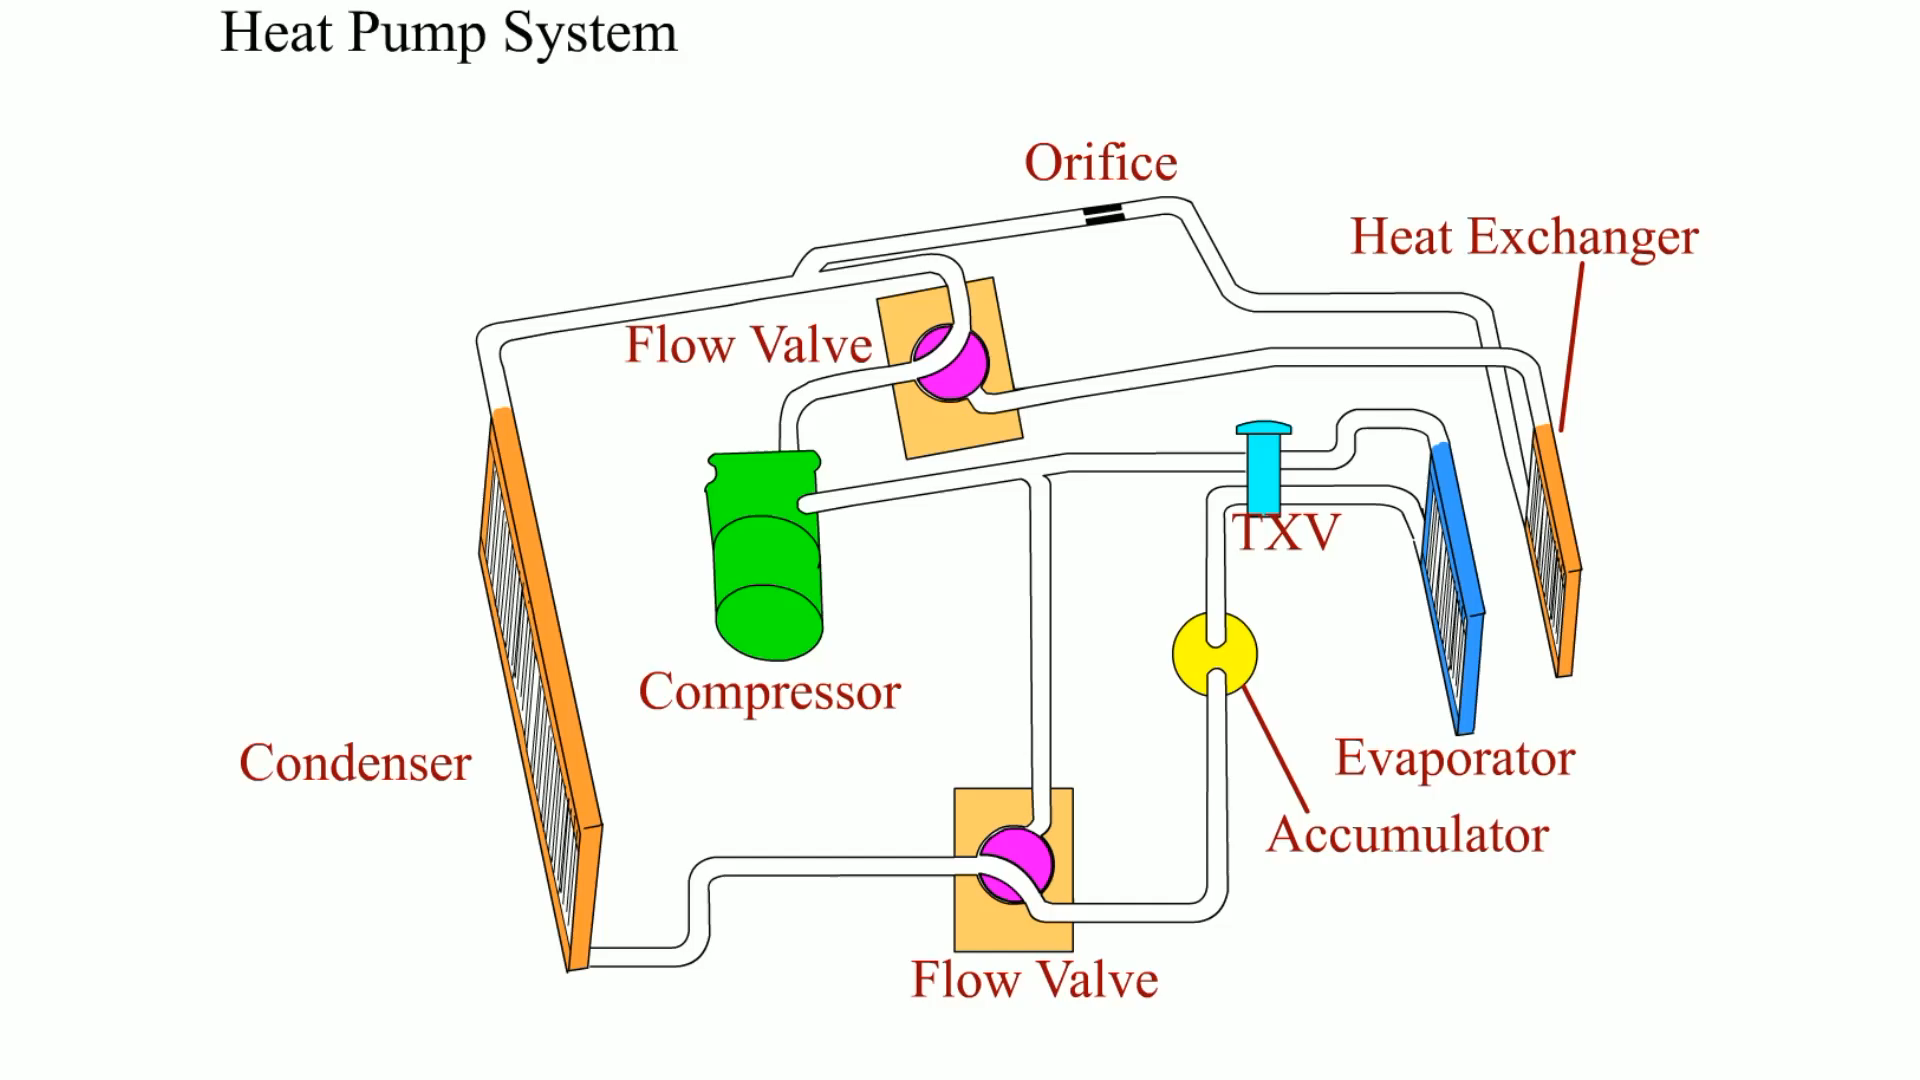 Heat Pump System
Orifice
Heat Exchanger
Flow Valve
TXV
Compressor
Condenser
Evaporator
Accumulator
Flow Valve